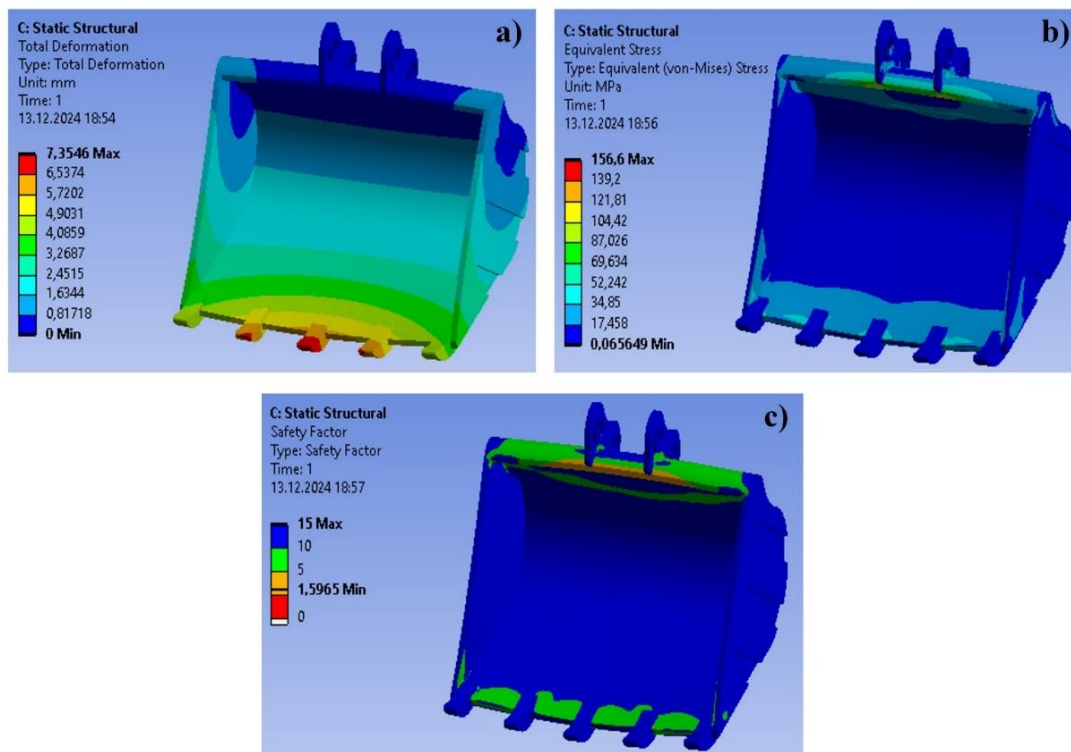 C: Static Structural
Total Deformation
Type: Total Deformation
Unit: mm
Time: 1
13.12.2024 18:54
a)
7,3546 Max
6,5374
5,7202
4,9031
4,0859
3,2687
2,4515
1,6344
0,81718
0 Min
C: Static Structural
Equivalent Stress
Type: Equivalent (von-Mises) Stress
Unit: MPa
Time: 1
13.12.2024 18:56
b)
156,6 Max
139,2
121,81
104,42
87,026
69,634
52,242
34,85
17,458
0,065649 Min
C: Static Structural
Safety Factor
Type: Safety Factor
Time: 1
13.12.2024 18:57
c)
15 Max
10
5
1,5965 Min
0